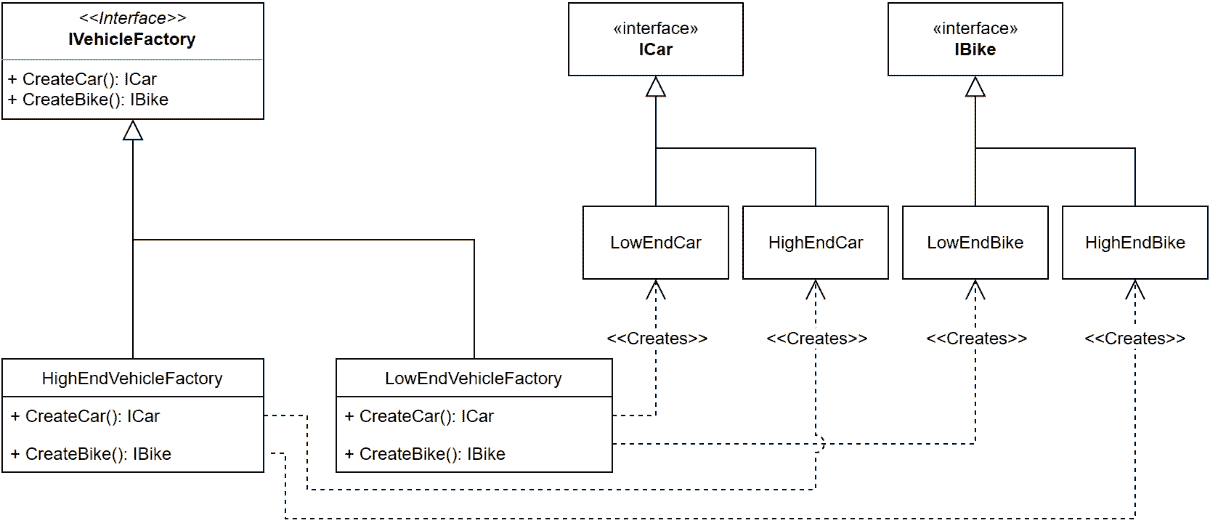 <<Interface>>
IVehicleFactory
+ CreateCar(): ICar
+ CreateBike(): IBike
«interface»
ICar
«interface»
IBike
LowEndCar
HighEndCar
LowEndBike
HighEndBike
<<Creates>>
<<Creates>>
<<Creates>>
<<Creates>>
HighEndVehicleFactory
+ CreateCar(): ICar
+ CreateBike(): IBike
LowEndVehicleFactory
+ CreateCar(): ICar
+ CreateBike(): IBike